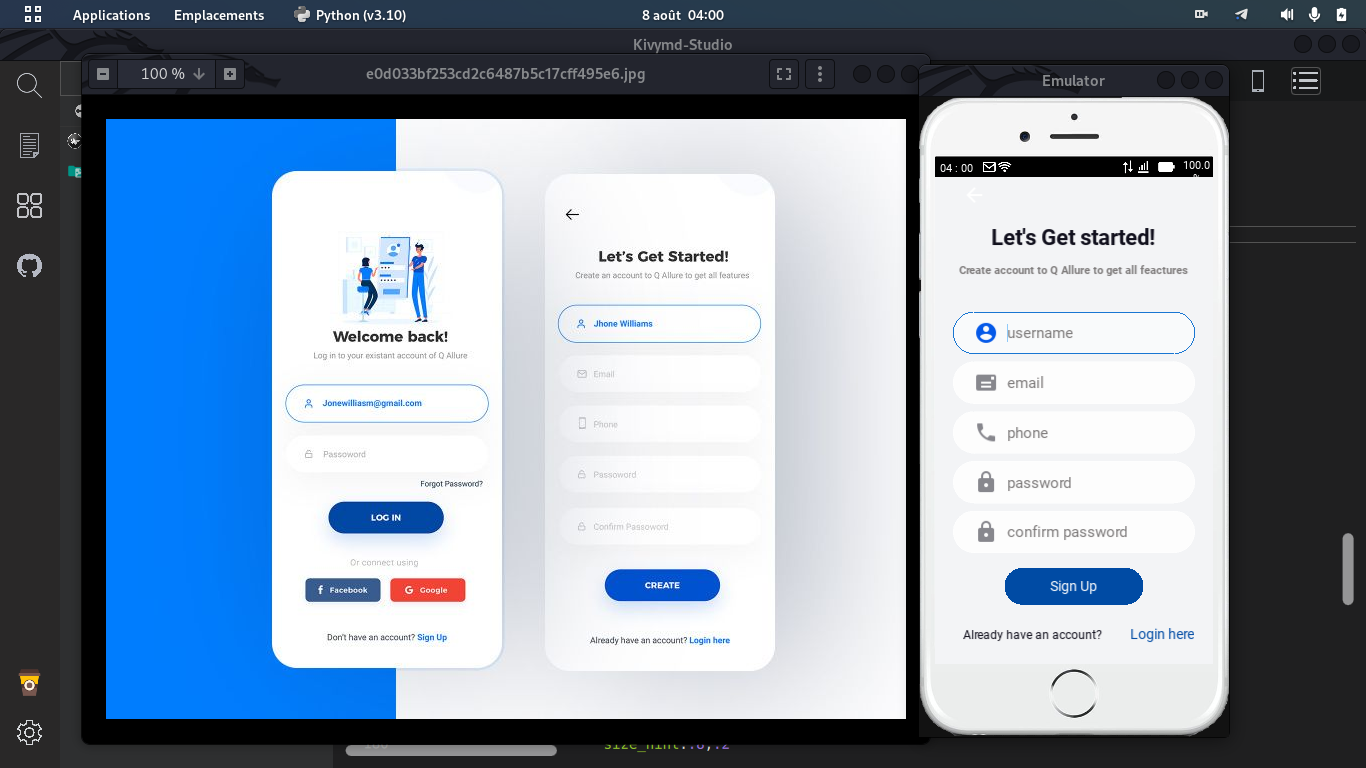 Applications Emplacements Python (v3.10) 8 août 04:00
Kivymd-Studio
100 % e0d033bf253cd2c6487b5c17cff495e6.jpg
Welcome back!
Log in to your existant account of Q Allure
Jonewilliasm@gmail.com
Passoword
Forgot Password?
LOG IN
Or connect using
f Facebook
G Google
Don't have an account? Sign Up
Let's Get Started!
Create an account to Q Allure to get all features
Jhone Williams
Email
Phone
Passoword
Confirm Passoword
CREATE
Already have an account? Login here
Emulator
04 : 00 100.0
Let's Get started!
Create account to Q Allure to get all feactures
username
email
phone
password
confirm password
Sign Up
Already have an account? Login here
size_hint:.8,.2